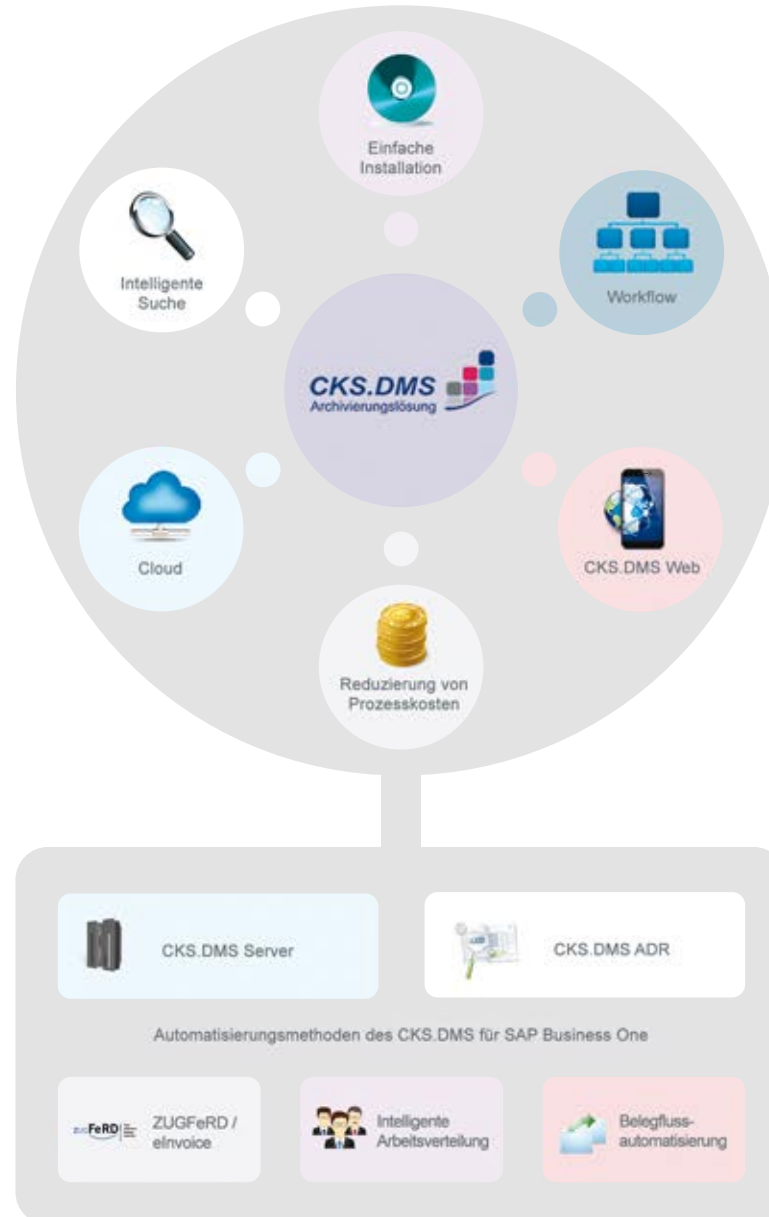 Einfache
Installation
Intelligente
Suche
Workflow
CKS.DMS
Archivierungslösung
Cloud
CKS.DMS Web
Reduzierung von
Prozesskosten
CKS.DMS Server
CKS.DMS ADR
Automatisierungsmethoden des CKS.DMS für SAP Business One
ZUGFeRD
ZUGFeRD /
eInvoice
Intelligente
Arbeitsverteilung
Belegfluss-
automatisierung